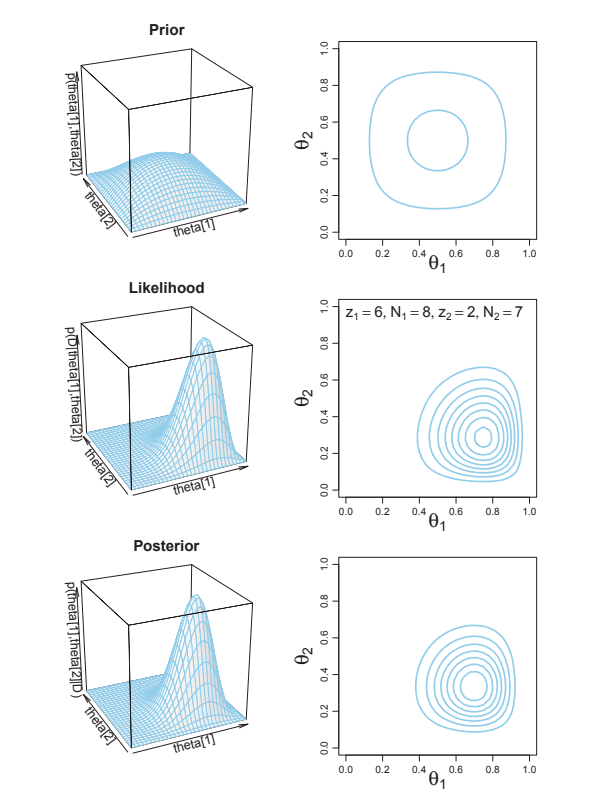 Prior
p(theta[1],theta[2])
theta[2]
theta[1]
θ2
0.0 0.2 0.4 0.6 0.8 1.0
0.0 0.2 0.4 0.6 0.8 1.0
θ1
Likelihood
p(D|theta[1],theta[2])
theta[2]
theta[1]
z1 = 6, N1 = 8, z2 = 2, N2 = 7
θ2
0.0 0.2 0.4 0.6 0.8 1.0
0.0 0.2 0.4 0.6 0.8 1.0
θ1
Posterior
p(theta[1],theta[2]|D)
theta[2]
theta[1]
θ2
0.0 0.2 0.4 0.6 0.8 1.0
0.0 0.2 0.4 0.6 0.8 1.0
θ1